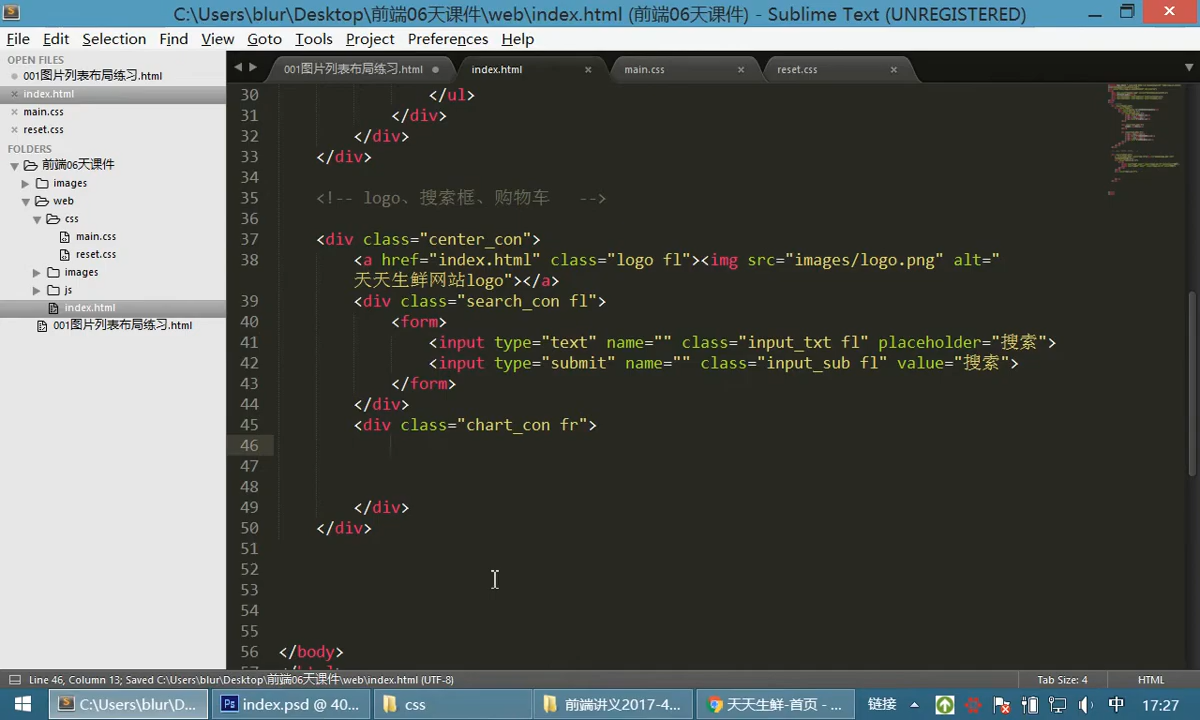 C:\Users\blur\Desktop\前端06天课件\web\index.html (前端06天课件) - Sublime Text (UNREGISTERED)
File Edit Selection Find View Goto Tools Project Preferences Help
OPEN FILES
001图片列表布局练习.html
index.html
main.css
reset.css
FOLDERS
前端06天课件
images
web
css
main.css
reset.css
images
js
index.html
001图片列表布局练习.html
001图片列表布局练习.html index.html main.css reset.css
30 </ul>
31 </div>
32 </div>
33 </div>
34
35 <!-- logo、搜索框、购物车 -->
36
37 <div class="center_con">
38 <a href="index.html" class="logo fl"><img src="images/logo.png" alt="
天天生鲜网站logo"></a>
39 <div class="search_con fl">
40 <form>
41 <input type="text" name="" class="input_txt fl" placeholder="搜索">
42 <input type="submit" name="" class="input_sub fl" value="搜索">
43 </form>
44 </div>
45 <div class="chart_con fr">
46
47
48
49 </div>
50 </div>
51
52
53
54
55
56 </body>
Line 46, Column 13; Saved C:\Users\blur\Desktop\前端06天课件\web\index.html (UTF-8) Tab Size: 4 HTML
C:\Users\blur\D... index.psd @ 40... css 前端讲义2017-4... 天天生鲜-首页 - ... 链接 中 17:27